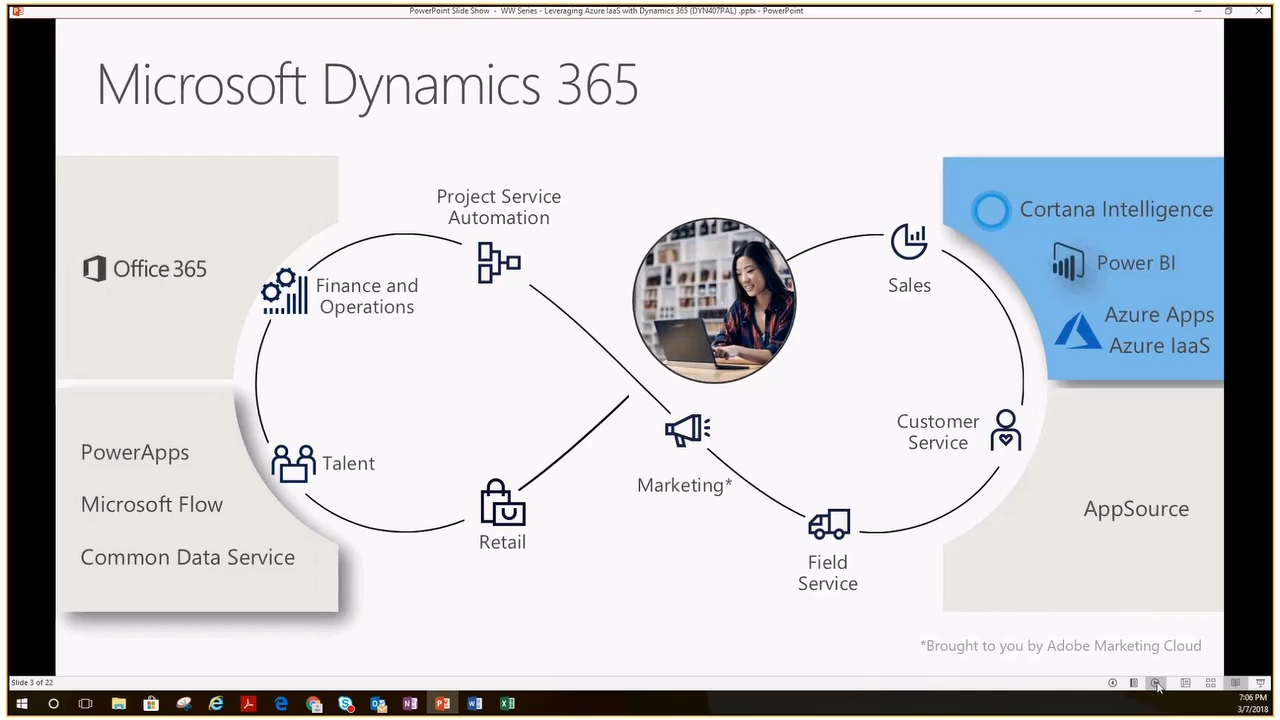 PowerPoint Slide Show - WW Series - Leveraging Azure IaaS with Dynamics 365 (DYN407PAL) .pptx - PowerPoint
Microsoft Dynamics 365
Office 365
PowerApps
Microsoft Flow
Common Data Service
Project Service
Automation
Finance and
Operations
Talent
Retail
Marketing*
Sales
Customer
Service
Field
Service
Cortana Intelligence
Power BI
Azure Apps
Azure IaaS
AppSource
*Brought to you by Adobe Marketing Cloud
Slide 3 of 22
7:06 PM
3/7/2018